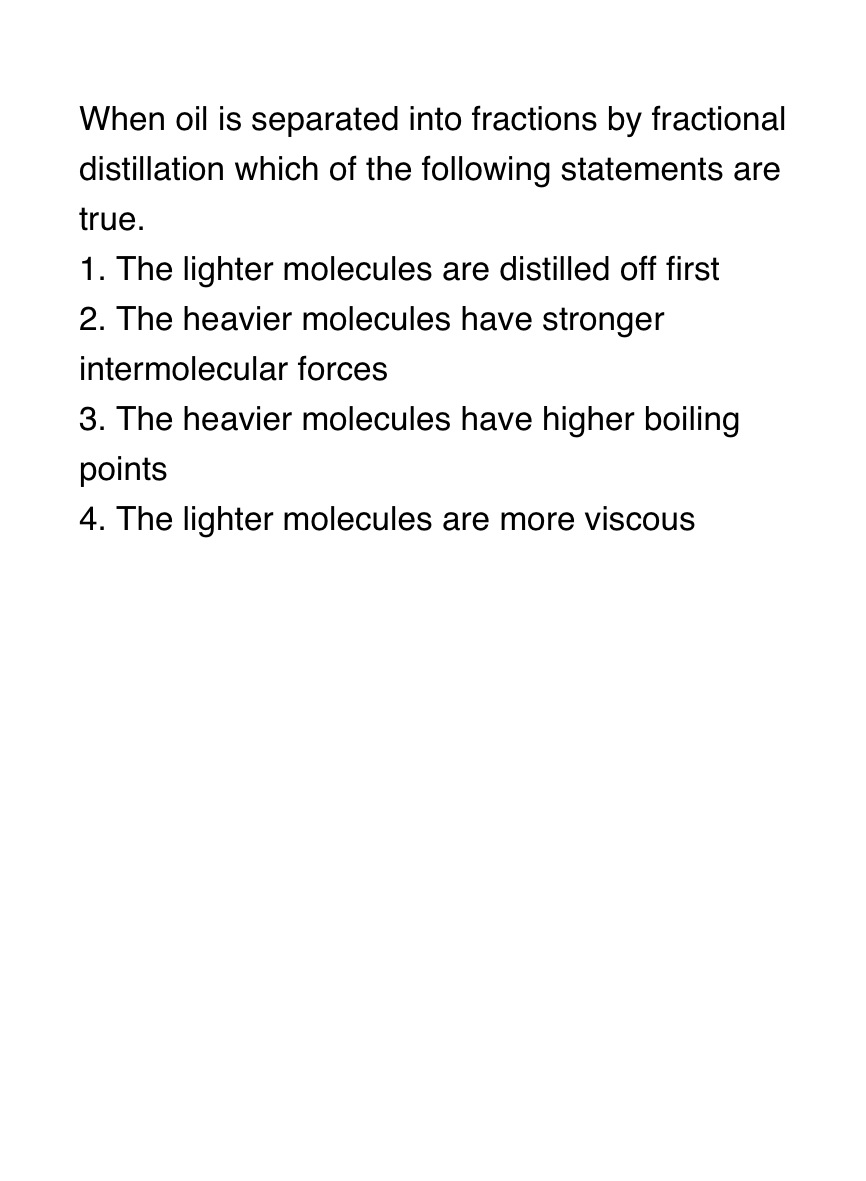 When oil is separated into fractions by fractional
distillation which of the following statements are
true.
1. The lighter molecules are distilled off first
2. The heavier molecules have stronger
intermolecular forces
3. The heavier molecules have higher boiling
points
4. The lighter molecules are more viscous